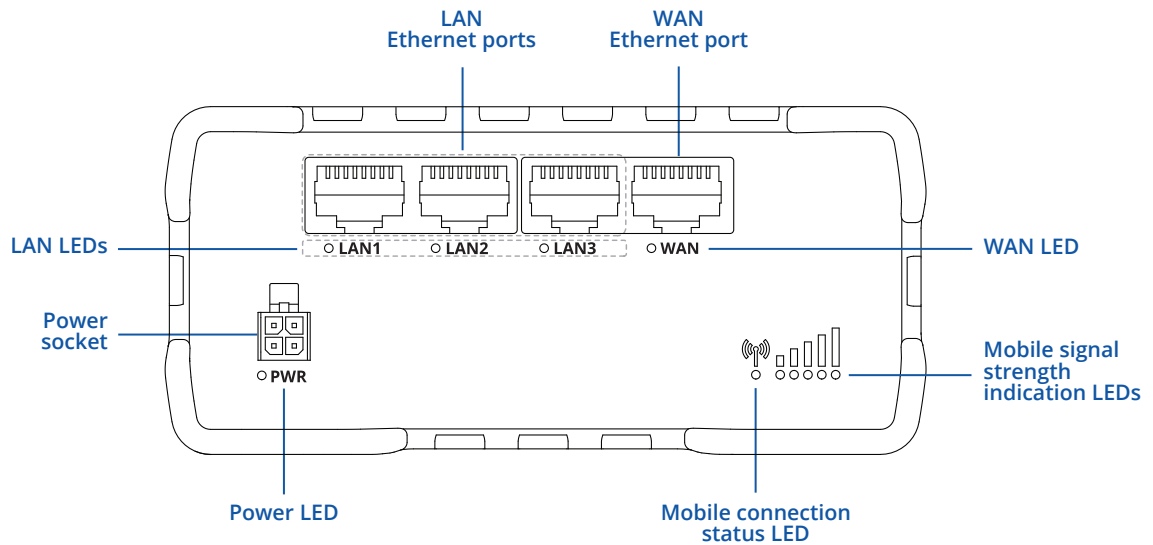 LAN
Ethernet ports
WAN
Ethernet port
LAN LEDs
LAN1
LAN2
LAN3
WAN
WAN LED
Power
socket
PWR
Mobile signal
strength
indication LEDs
Power LED
Mobile connection
status LED